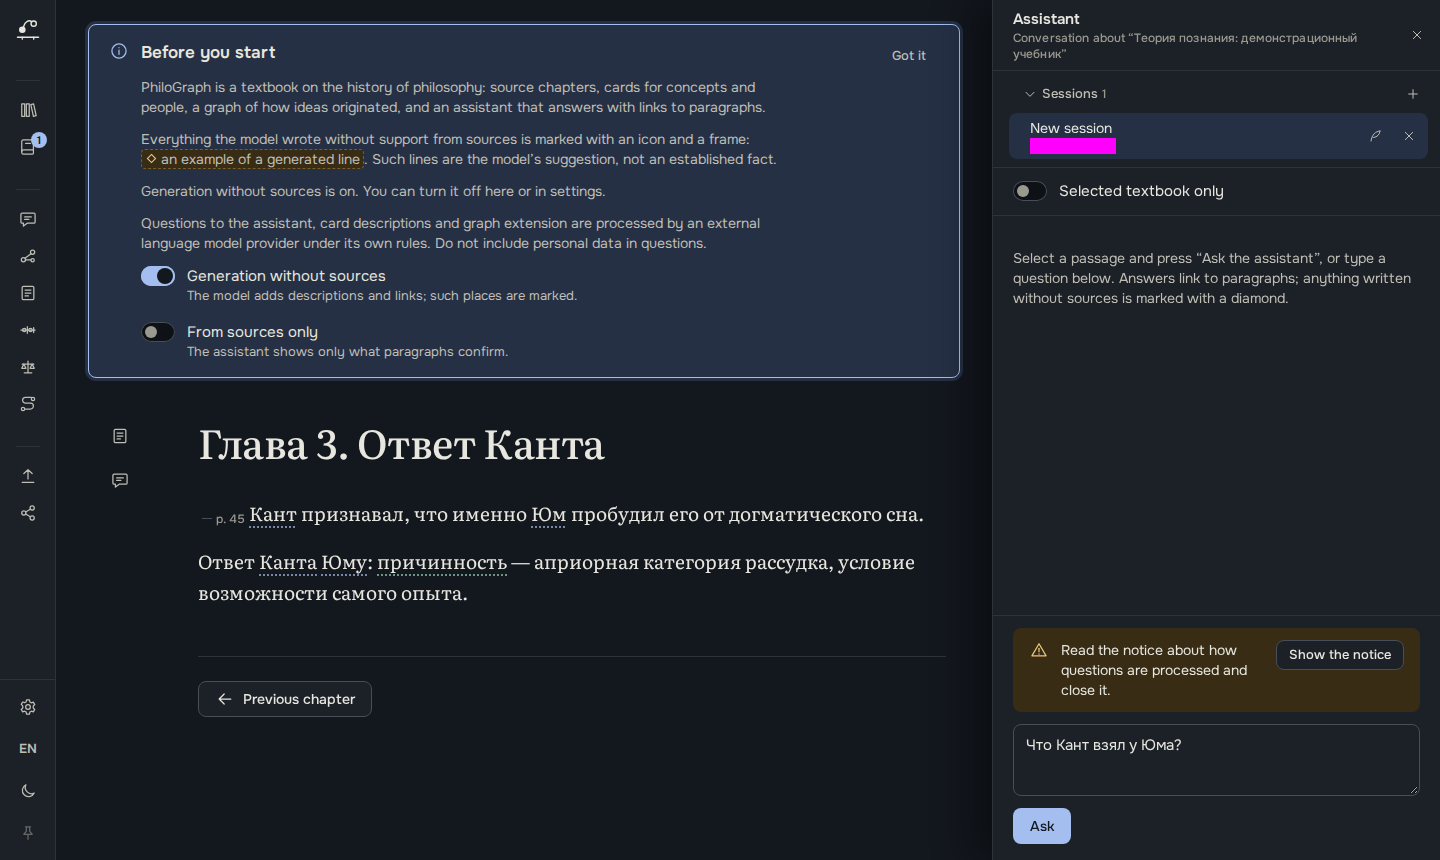 1
EN
Before you start
Got it
PhiloGraph is a textbook on the history of philosophy: source chapters, cards for concepts and
people, a graph of how ideas originated, and an assistant that answers with links to paragraphs.
Everything the model wrote without support from sources is marked with an icon and a frame:
an example of a generated line. Such lines are the model’s suggestion, not an established fact.
Generation without sources is on. You can turn it off here or in settings.
Questions to the assistant, card descriptions and graph extension are processed by an external
language model provider under its own rules. Do not include personal data in questions.
Generation without sources
The model adds descriptions and links; such places are marked.
From sources only
The assistant shows only what paragraphs confirm.
Глава 3. Ответ Канта
— p. 45 Кант признавал, что именно Юм пробудил его от догматического сна.
Ответ Канта Юму: причинность — априорная категория рассудка, условие
возможности самого опыта.
Previous chapter
Assistant
Conversation about “Теория познания: демонстрационный
учебник”
Sessions 1
New session
Selected textbook only
Select a passage and press “Ask the assistant”, or type a
question below. Answers link to paragraphs; anything written
without sources is marked with a diamond.
Read the notice about how
questions are processed and
close it.
Show the notice
Что Кант взял у Юма?
Ask